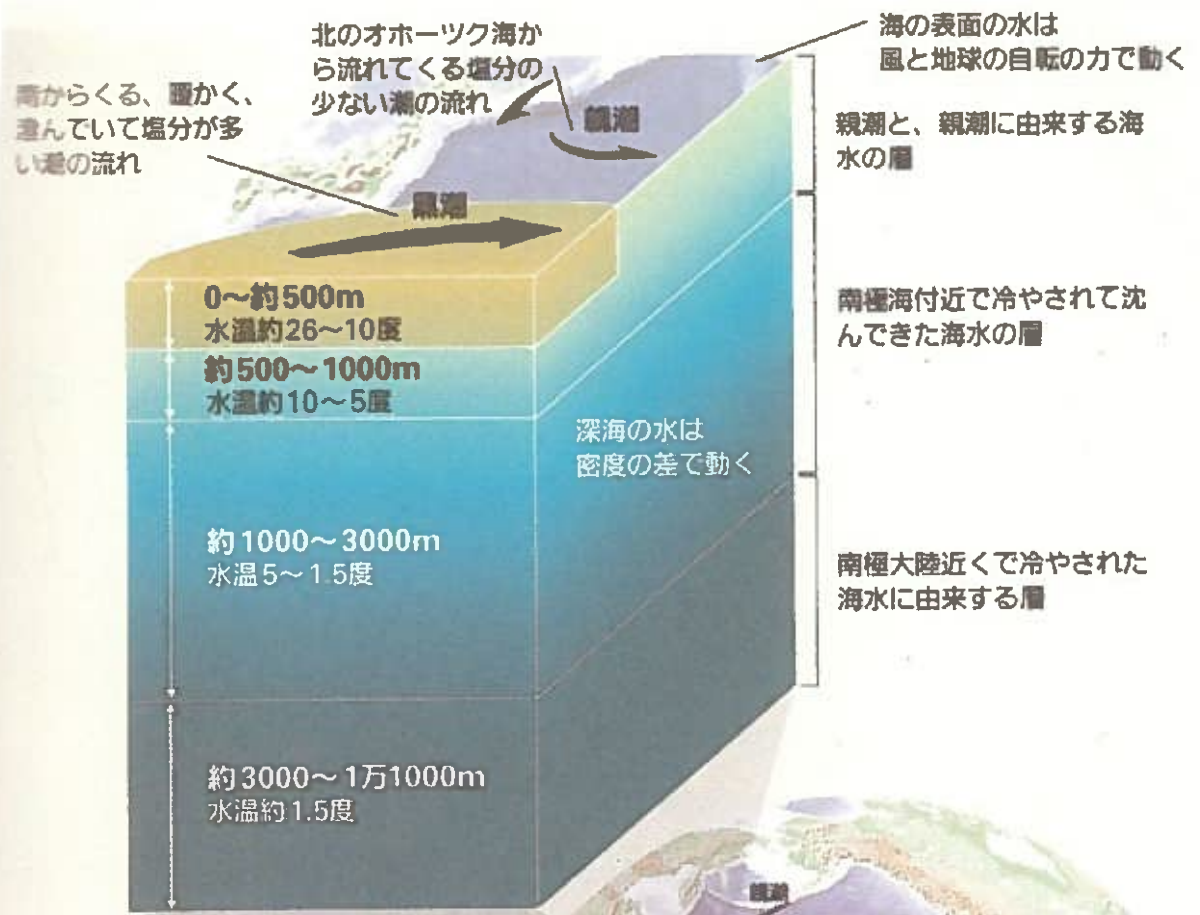 北のオホーツク海か
ら流れてくる塩分の
少ない潮の流れ
海の表面の水は
風と地球の自転の力で動く
南からくる、暖かく、
澄んでいて塩分が多
い潮の流れ
親潮
親潮と、親潮に由来する海
水の層
黒潮
0〜約500m
水温約26〜10度
約500〜1000m
水温約10〜5度
南極海付近で冷やされて沈
んできた海水の層
深海の水は
密度の差で動く
約1000〜3000m
水温5〜1.5度
南極大陸近くで冷やされた
海水に由来する層
約3000〜1万1000m
水温約1.5度
親潮